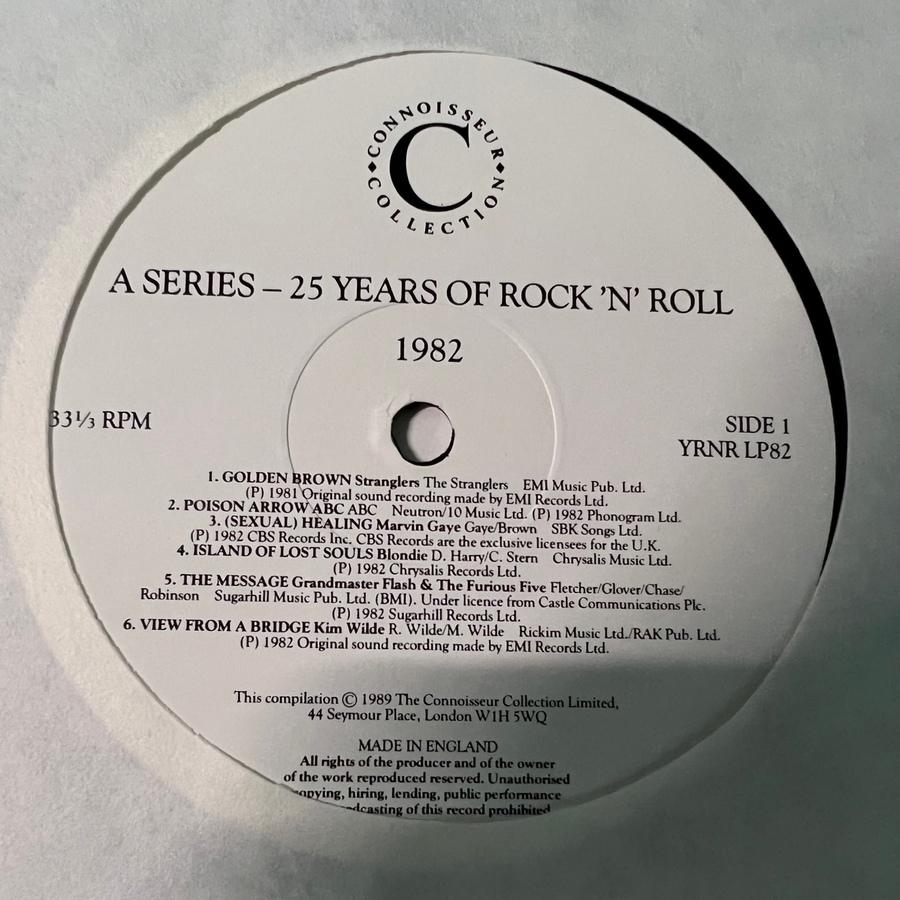 CONNOISSEUR
C
COLLECTION
A SERIES – 25 YEARS OF ROCK 'N' ROLL
1982
33⅓ RPM
SIDE 1
YRNR LP82
1. GOLDEN BROWN Stranglers The Stranglers EMI Music Pub. Ltd.
(P) 1981 Original sound recording made by EMI Records Ltd.
2. POISON ARROW ABC ABC Neutron/10 Music Ltd. (P) 1982 Phonogram Ltd.
3. (SEXUAL) HEALING Marvin Gaye Gaye/Brown SBK Songs Ltd.
(P) 1982 CBS Records Inc. CBS Records are the exclusive licensees for the U.K.
4. ISLAND OF LOST SOULS Blondie D. Harry/C. Stern Chrysalis Music Ltd.
(P) 1982 Chrysalis Records Ltd.
5. THE MESSAGE Grandmaster Flash & The Furious Five Fletcher/Glover/Chase/
Robinson Sugarhill Music Pub. Ltd. (BMI). Under licence from Castle Communications Plc.
(P) 1982 Sugarhill Records Ltd.
6. VIEW FROM A BRIDGE Kim Wilde R. Wilde/M. Wilde Rickim Music Ltd./RAK Pub. Ltd.
(P) 1982 Original sound recording made by EMI Records Ltd.
This compilation © 1989 The Connoisseur Collection Limited,
44 Seymour Place, London W1H 5WQ
MADE IN ENGLAND
All rights of the producer and of the owner
of the work reproduced reserved. Unauthorised
opying, hiring, lending, public performance
dcasting of this record prohibited